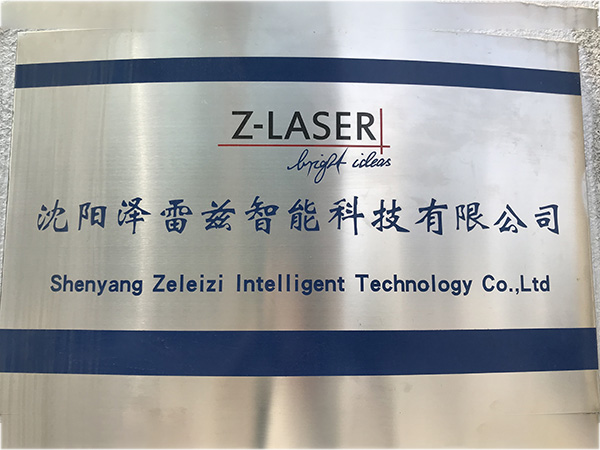 Z-LASER
bright ideas
沈阳泽雷兹智能科技有限公司
Shenyang Zeleizi Intelligent Technology Co.,Ltd